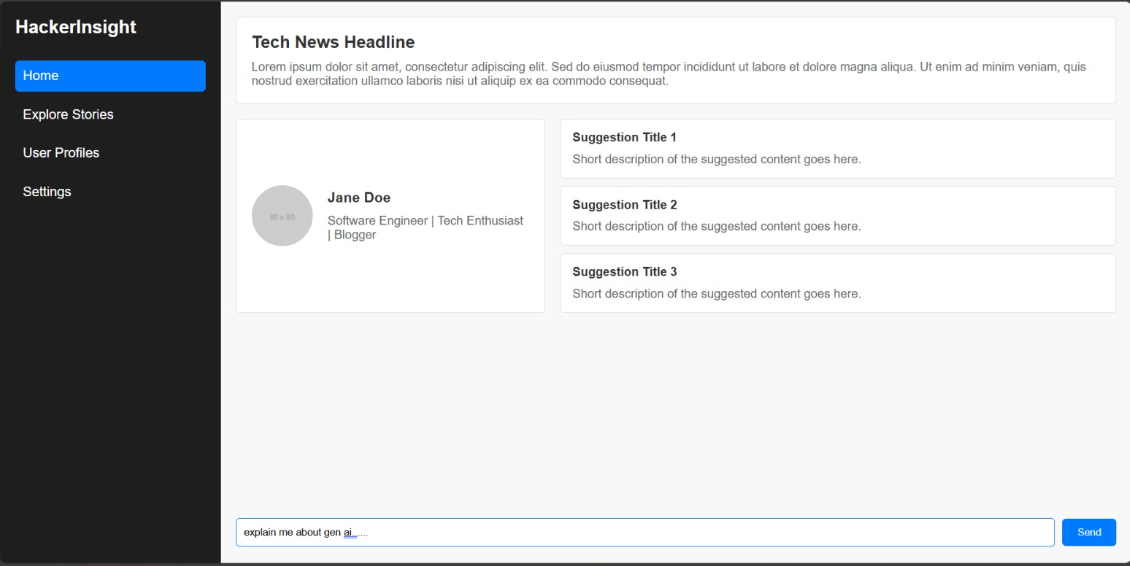 HackerInsight
Home
Explore Stories
User Profiles
Settings
Tech News Headline
Lorem ipsum dolor sit amet, consectetur adipiscing elit. Sed do eiusmod tempor incididunt ut labore et dolore magna aliqua. Ut enim ad minim veniam, quis
nostrud exercitation ullamco laboris nisi ut aliquip ex ea commodo consequat.
80 x 80
Jane Doe
Software Engineer | Tech Enthusiast
| Blogger
Suggestion Title 1
Short description of the suggested content goes here.
Suggestion Title 2
Short description of the suggested content goes here.
Suggestion Title 3
Short description of the suggested content goes here.
explain me about gen ai......
Send